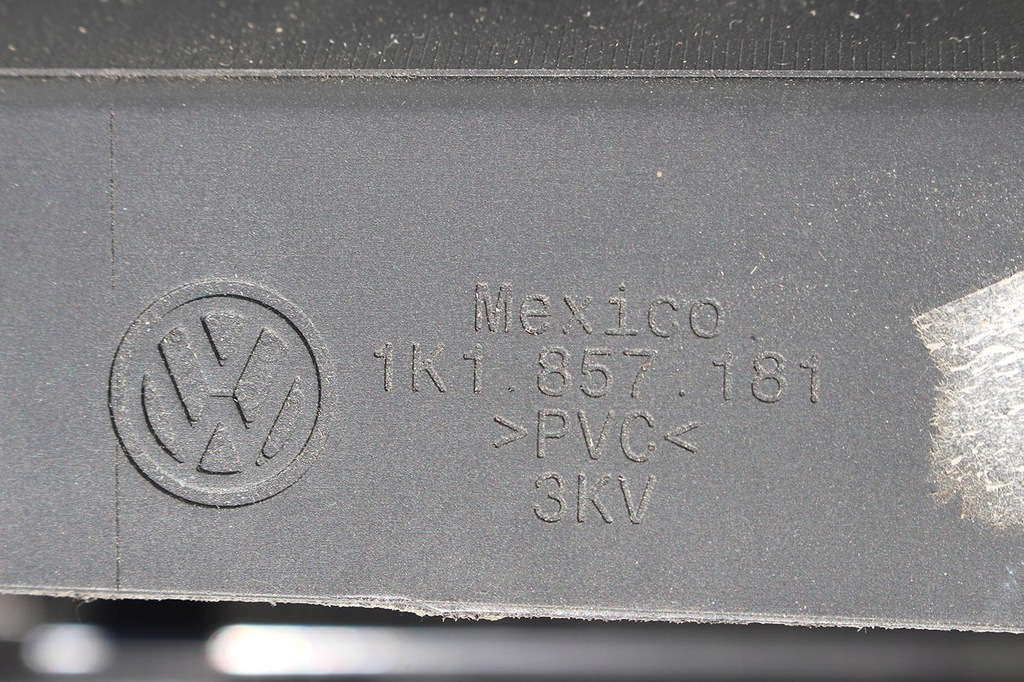 Mexico
1K1.857.181
>PVC<
3KV